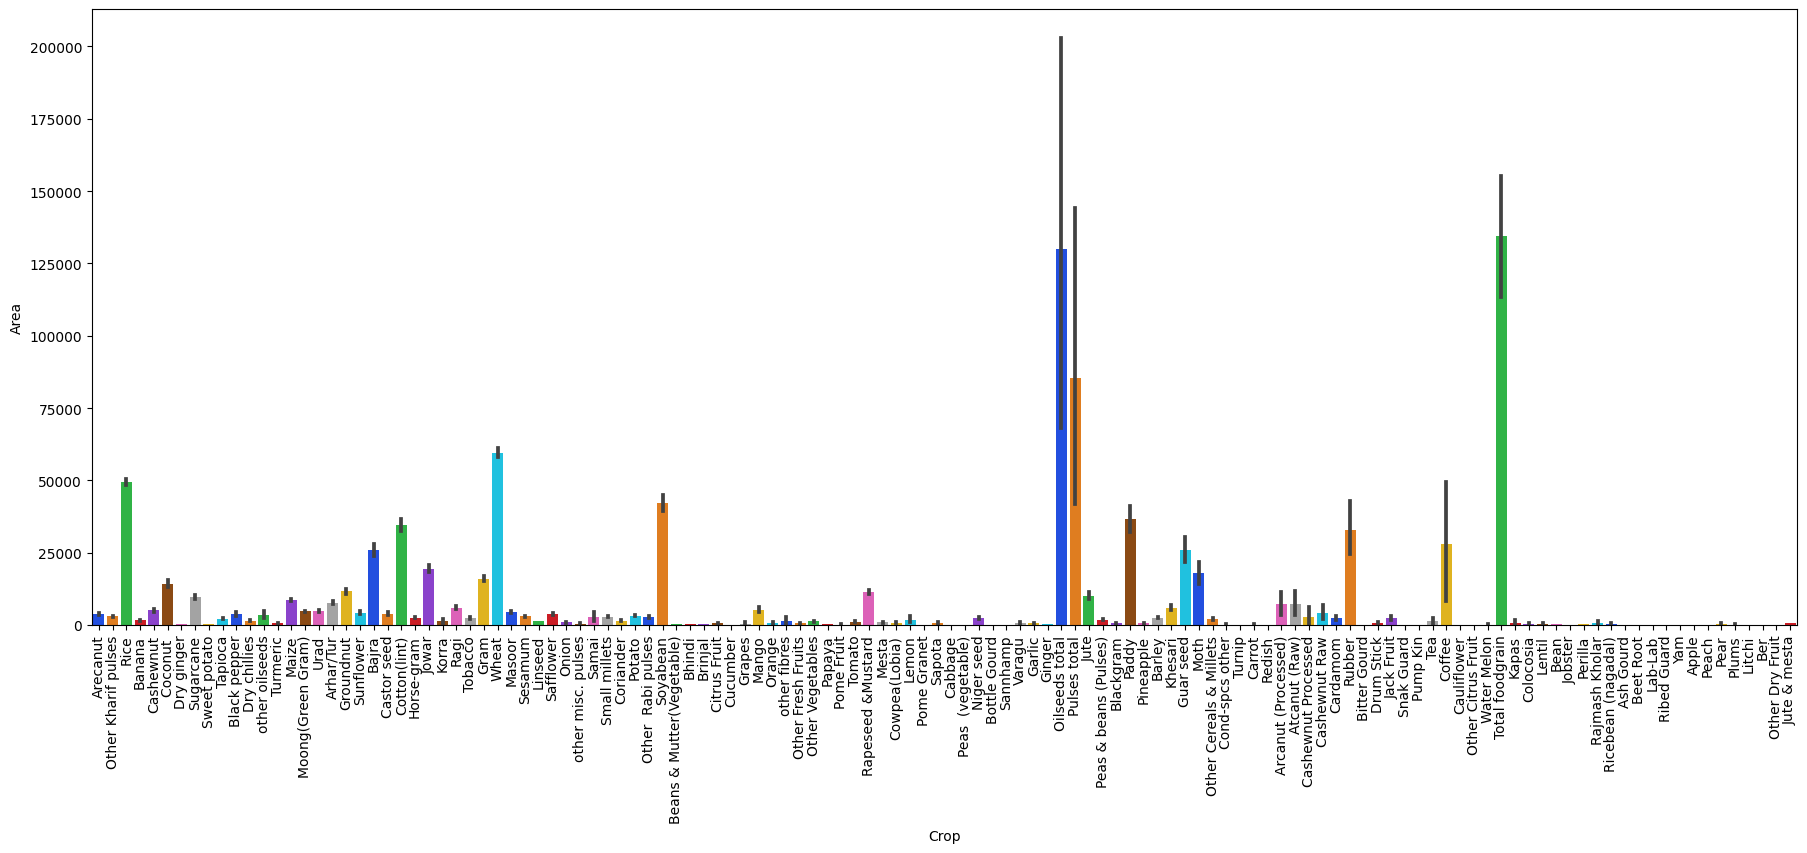 200000
175000
150000
125000
100000
75000
50000
25000
0
Area
Arecanut
Other Kharif pulses
Rice
Banana
Cashewnut
Coconut
Dry ginger
Sugarcane
Sweet potato
Tapioca
Black pepper
Dry chillies
other oilseeds
Turmeric
Maize
Moong(Green Gram)
Urad
Arhar/Tur
Groundnut
Sunflower
Bajra
Castor seed
Cotton(lint)
Horse-gram
Jowar
Korra
Ragi
Tobacco
Gram
Wheat
Masoor
Sesamum
Linseed
Safflower
Onion
other misc. pulses
Samai
Small millets
Coriander
Potato
Other  Rabi pulses
Soyabean
Beans & Mutter(Vegetable)
Bhindi
Brinjal
Citrus Fruit
Cucumber
Grapes
Mango
Orange
other fibres
Other Fresh Fruits
Other Vegetables
Papaya
Pome Fruit
Tomato
Rapeseed &Mustard
Mesta
Cowpea(Lobia)
Lemon
Pome Granet
Sapota
Cabbage
Peas  (vegetable)
Niger seed
Bottle Gourd
Sannhamp
Varagu
Garlic
Ginger
Oilseeds total
Pulses total
Jute
Peas & beans (Pulses)
Blackgram
Paddy
Pineapple
Barley
Khesari
Guar seed
Moth
Other Cereals & Millets
Cond-spcs other
Turnip
Carrot
Redish
Arcanut (Processed)
Atcanut (Raw)
Cashewnut Processed
Cashewnut Raw
Cardamom
Rubber
Bitter Gourd
Drum Stick
Jack Fruit
Snak Guard
Pump Kin
Tea
Coffee
Cauliflower
Other Citrus Fruit
Water Melon
Total foodgrain
Kapas
Colocosia
Lentil
Bean
Jobster
Perilla
Rajmash Kholar
Ricebean (nagadal)
Ash Gourd
Beet Root
Lab-Lab
Ribed Guard
Yam
Apple
Peach
Pear
Plums
Litchi
Ber
Other Dry Fruit
Jute & mesta
Crop